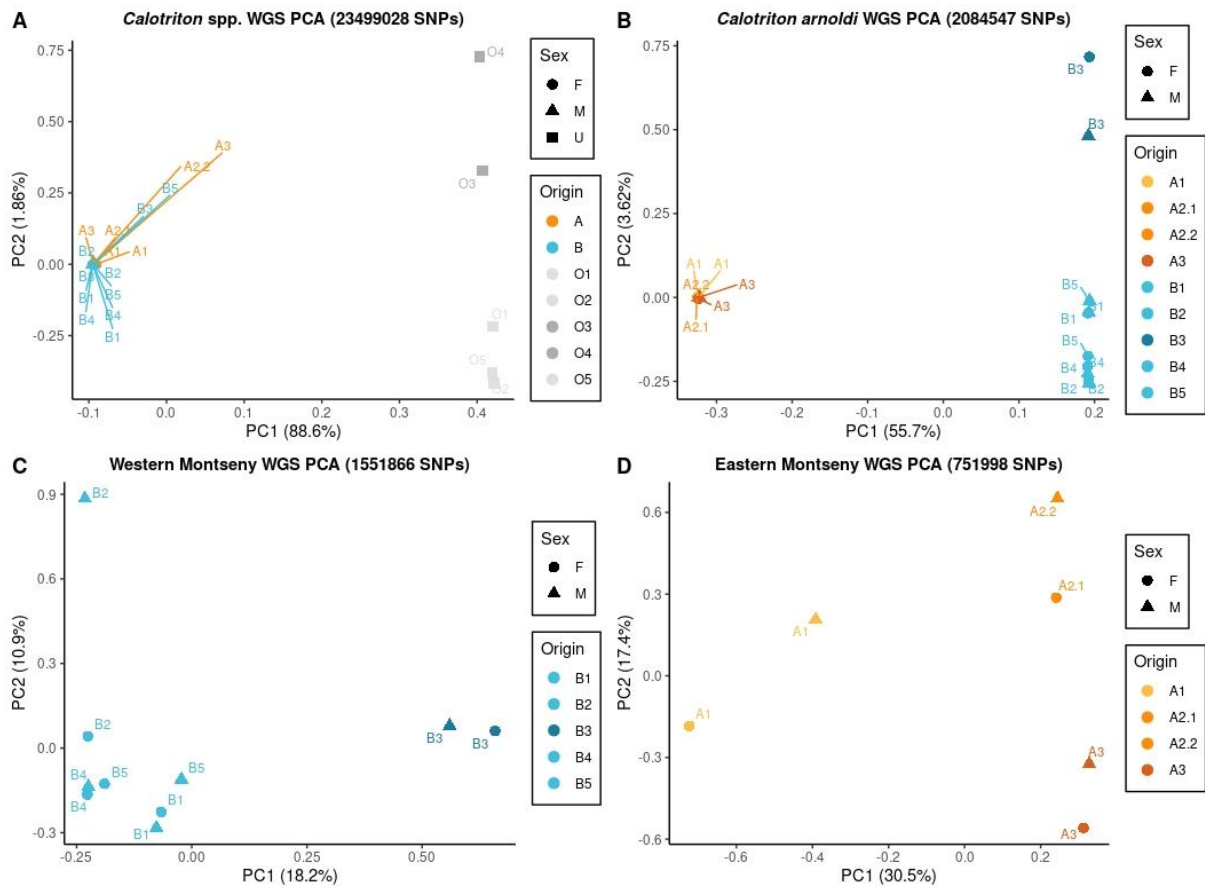 A
Calotriton spp. WGS PCA (23499028 SNPs)
PC2 (1.86%)
0.75
0.50
0.25
0.00
-0.25
-0.1
0.0
0.1
0.2
0.3
0.4
PC1 (88.6%)
O4
O3
O1
O5
O2
A3
A2.2
B5
B3
A3
A2.1
A1
A1
B2
B2
B3
B1
B5
B4
B4
B1
Sex
F
M
U
Origin
A
B
O1
O2
O3
O4
O5
B
Calotriton arnoldi WGS PCA (2084547 SNPs)
PC2 (3.62%)
0.75
0.50
0.25
0.00
-0.25
-0.3
-0.2
-0.1
0.0
0.1
0.2
PC1 (55.7%)
B3
B3
A1
A1
A2.2
A3
A3
A2.1
B5
B1
B1
B5
B4
B4
B2
B2
Sex
F
M
Origin
A1
A2.1
A2.2
A3
B1
B2
B3
B4
B5
C
Western Montseny WGS PCA (1551866 SNPs)
PC2 (10.9%)
0.9
0.6
0.3
0.0
-0.3
-0.25
0.00
0.25
0.50
PC1 (18.2%)
B2
B2
B4
B5
B4
B5
B1
B1
B3
B3
Sex
F
M
Origin
B1
B2
B3
B4
B5
D
Eastern Montseny WGS PCA (751998 SNPs)
PC2 (17.4%)
0.6
0.3
0.0
-0.3
-0.6
-0.6
-0.4
-0.2
0.0
0.2
PC1 (30.5%)
A2.2
A2.1
A1
A1
A3
A3
Sex
F
M
Origin
A1
A2.1
A2.2
A3